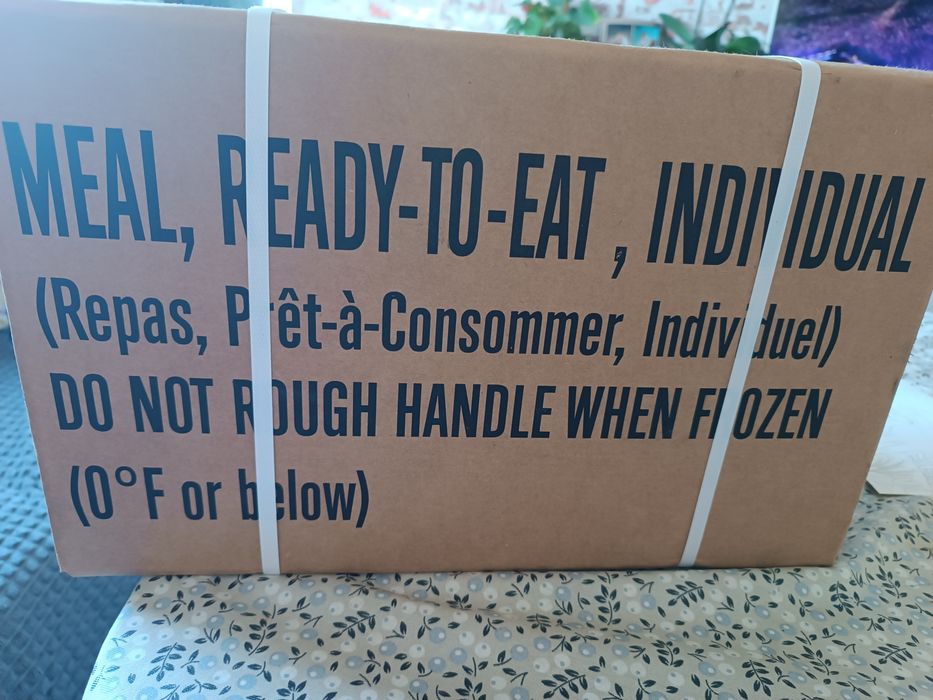 MEAL, READY-TO-EAT , INDIVIDUAL
(Repas, Prêt-à-Consommer, Individuel)
DO NOT ROUGH HANDLE WHEN FROZEN
(0°F or below)